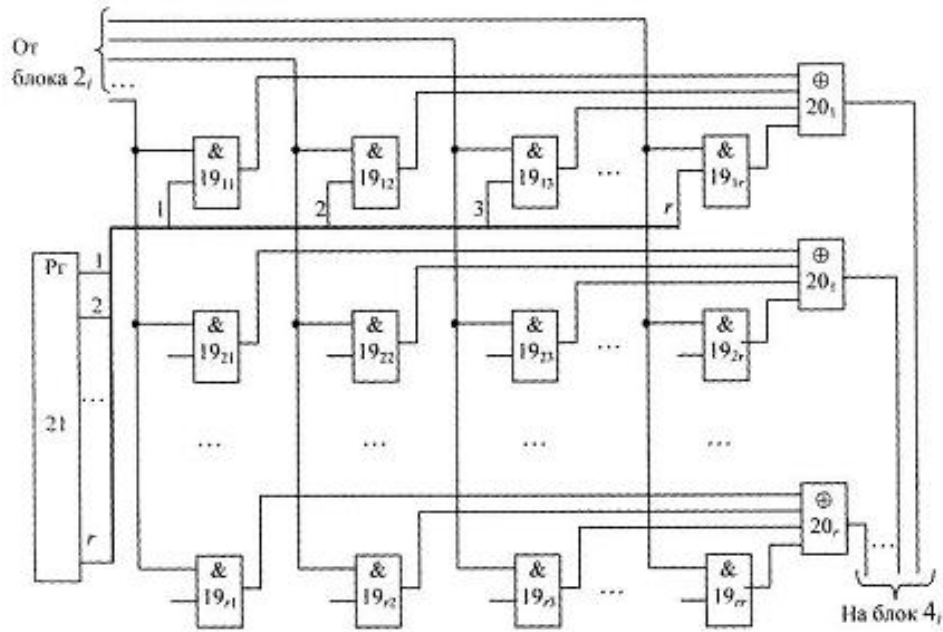 От
блока 2ᵢ ...
⊕
20₁
& & & &
19₁₁ 19₁₂ 19₁₃ ... 19₁ᵣ
1 2 3 r
Рг 1
⊕
20₁
2
& & & &
19₂₁ 19₂₂ 19₂₃ ... 19₂ᵣ
...
21
... ... ... ...
r
⊕
20ᵣ
...
& & & &
19ᵣ₁ 19ᵣ₂ 19ᵣ₃ ... 19ᵣᵣ
На блок 4ᵢ